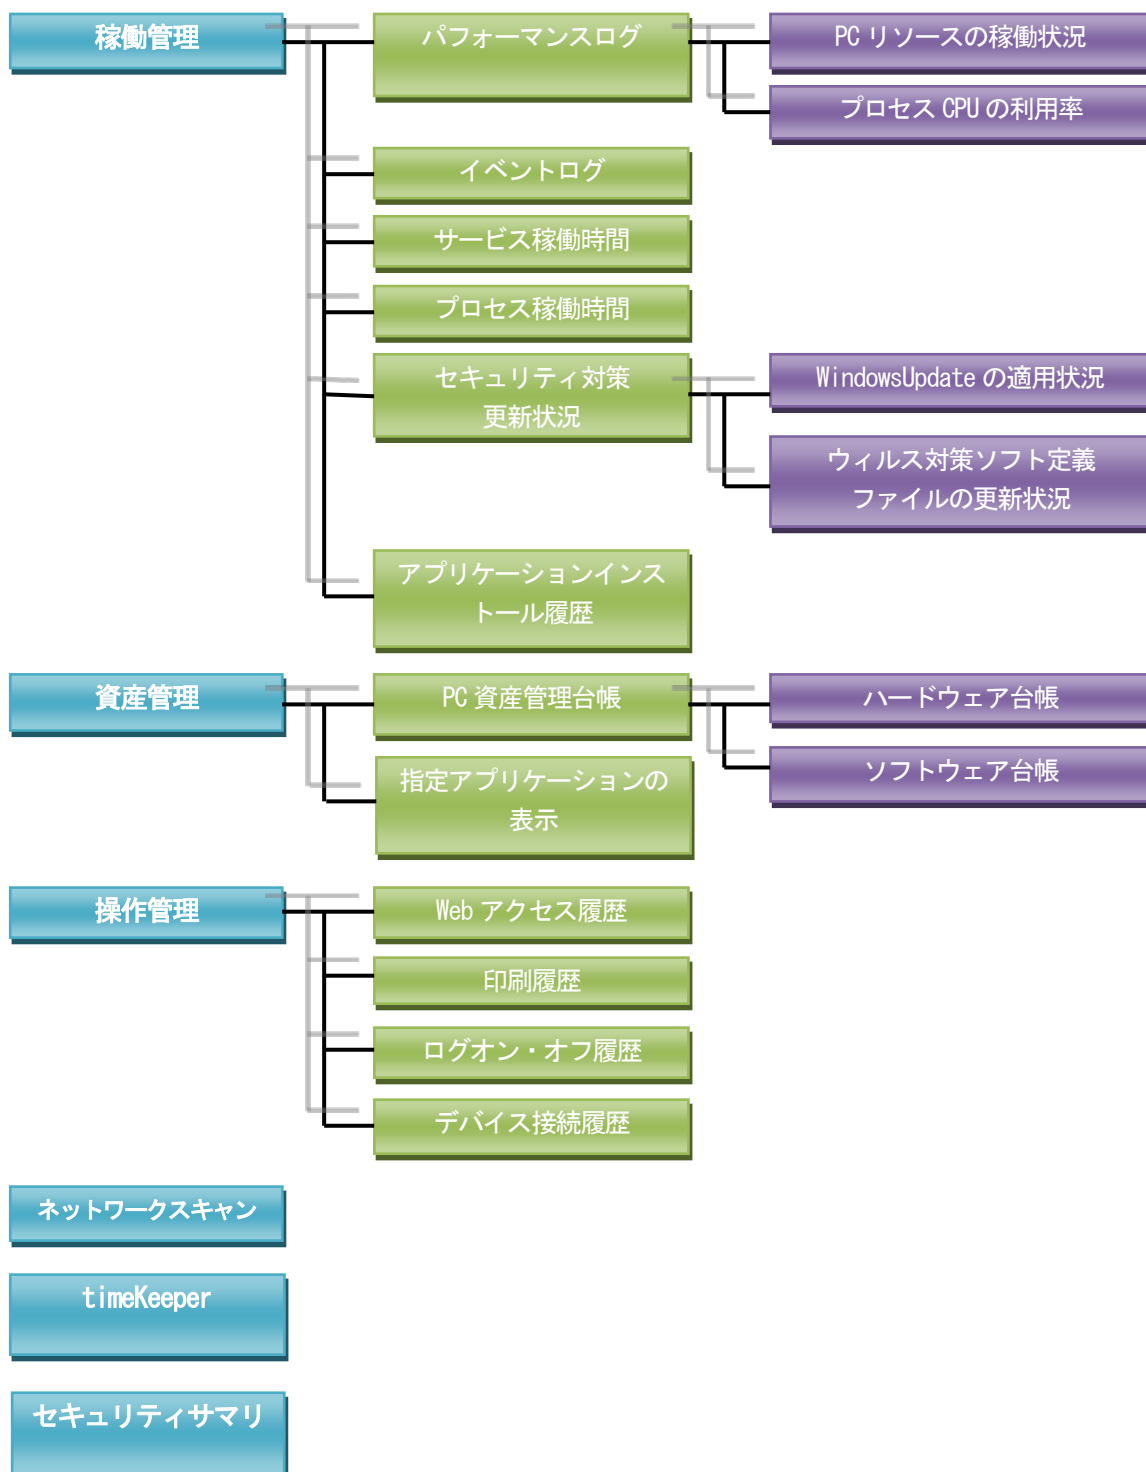 稼働管理
パフォーマンスログ
PC リソースの稼働状況
プロセス CPU の利用率
イベントログ
サービス稼働時間
プロセス稼働時間
セキュリティ対策
更新状況
WindowsUpdate の適用状況
ウィルス対策ソフト定義
ファイルの更新状況
アプリケーションインス
トール履歴
資産管理
PC 資産管理台帳
ハードウェア台帳
ソフトウェア台帳
指定アプリケーションの
表示
操作管理
Web アクセス履歴
印刷履歴
ログオン・オフ履歴
デバイス接続履歴
ネットワークスキャン
timeKeeper
セキュリティサマリ